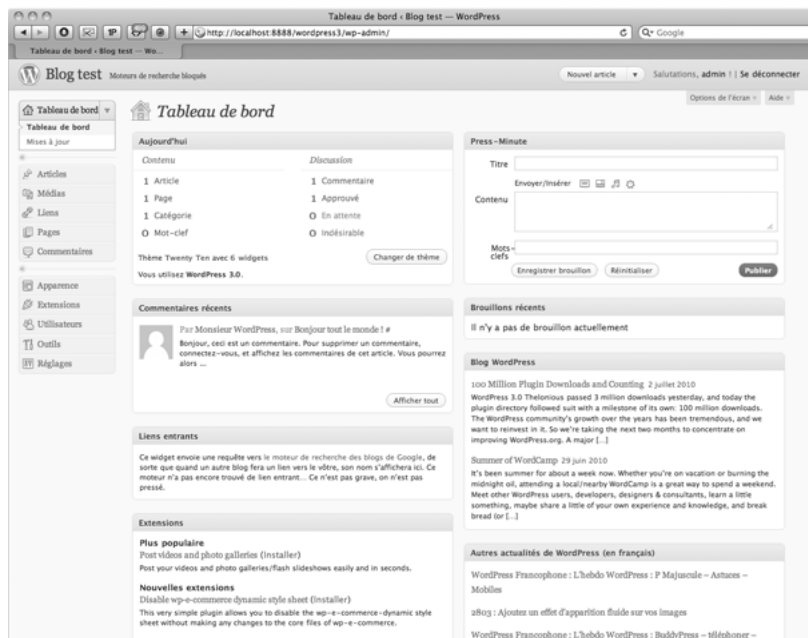 Tableau de bord ‹ Blog test — WordPress
http://localhost:8888/wordpress3/wp-admin/
Google
Tableau de bord ‹ Blog test — Wo...
Blog test
Moteurs de recherche bloqués
Nouvel article
Salutations, admin ! | Se déconnecter
Options de l'écran
Aide
Tableau de bord
Tableau de bord
Mises à jour
Articles
Médias
Liens
Pages
Commentaires
Apparence
Extensions
Utilisateurs
Outils
Réglages
Tableau de bord
Aujourd'hui
Contenu
Discussion
1 Article
1 Commentaire
1 Page
1 Approuvé
1 Catégorie
0 En attente
0 Mot-clef
0 Indésirable
Thème Twenty Ten avec 6 widgets
Changer de thème
Vous utilisez WordPress 3.0.
Commentaires récents
Par Monsieur WordPress, sur Bonjour tout le monde ! #
Bonjour, ceci est un commentaire. Pour supprimer un commentaire,
connectez-vous, et affichez les commentaires de cet article. Vous pourrez
alors ...
Afficher tout
Liens entrants
Ce widget envoie une requête vers le moteur de recherche des blogs de Google, de
sorte que quand un autre blog fera un lien vers le vôtre, son nom s'affichera ici. Ce
moteur n'a pas encore trouvé de lien entrant... Ce n'est pas grave, on n'est pas
pressé.
Extensions
Plus populaire
Post videos and photo galleries (Installer)
Post your videos and photo galleries/flash slideshows easily and in seconds.
Nouvelles extensions
Disable wp-e-commerce dynamic style sheet (Installer)
This very simple plugin allows you to disable the wp-e-commerce-dynamic style
sheet without making any changes to the core files of wp-e-commerce.
Press-Minute
Titre
Envoyer/Insérer
Contenu
Mots-
clefs
Enregistrer brouillon
Réinitialiser
Publier
Brouillons récents
Il n'y a pas de brouillon actuellement
Blog WordPress
100 Million Plugin Downloads and Counting 2 juillet 2010
WordPress 3.0 Thelonious passed 3 million downloads yesterday, and today the
plugin directory followed suit with a milestone of its own: 100 million downloads.
The WordPress community's growth over the years has been tremendous, and we
want to reinvest in it. So we're taking the next two months to concentrate on
improving WordPress.org. A major [...]
Summer of WordCamp 29 juin 2010
It's been summer for about a week now. Whether you're on vacation or burning the
midnight oil, attending a local/nearby WordCamp is a great way to spend a weekend.
Meet other WordPress users, developers, designers & consultants, learn a little
something, maybe share a little of your own experience and knowledge, and break
bread (or [...]
Autres actualités de WordPress (en français)
WordPress Francophone : L'hebdo WordPress : P Majuscule – Astuces –
Mobiles
2803 : Ajoutez un effet d'apparition fluide sur vos images
WordPress Francophone : L'hebdo WordPress : BuddyPress – téléphoner –